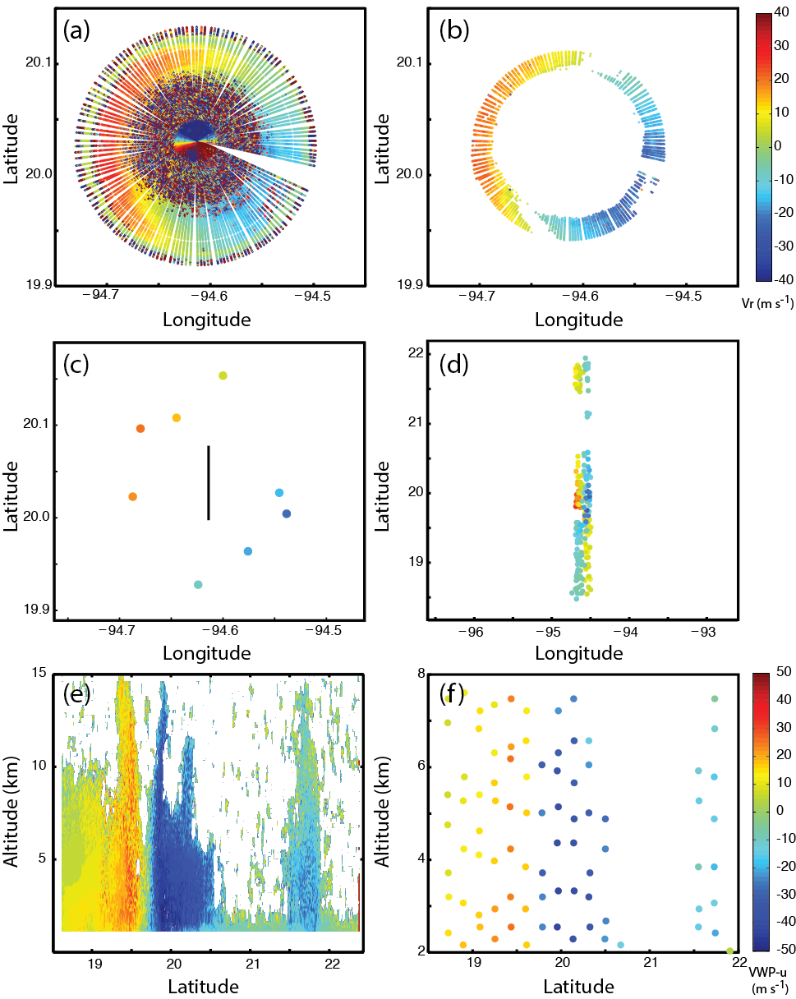 (a)
20.1
20.0
19.9
Latitude
−94.7
−94.6
−94.5
Longitude
(b)
20.1
20.0
19.9
Latitude
−94.7
−94.6
−94.5
Longitude
40
30
20
10
0
-10
-20
-30
-40
Vr (m s-1)
(c)
20.1
20.0
19.9
Latitude
−94.7
−94.6
−94.5
Longitude
(d)
22
21
20
19
Latitude
−96
−95
−94
−93
Longitude
(e)
15
10
5
Altitude (km)
19
20
21
22
Latitude
(f)
8
6
4
2
Altitude (km)
19
20
21
22
Latitude
50
40
30
20
10
0
-10
-20
-30
-40
-50
VWP-u
(m s-1)